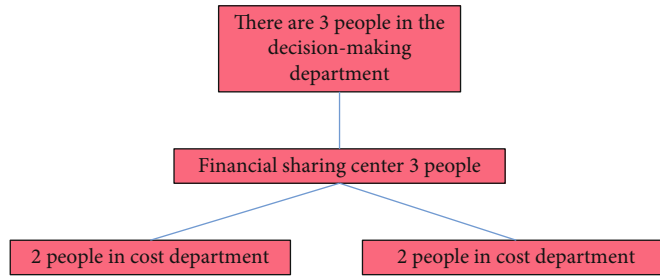 There are 3 people in the
decision-making
department
Financial sharing center 3 people
2 people in cost department
2 people in cost department